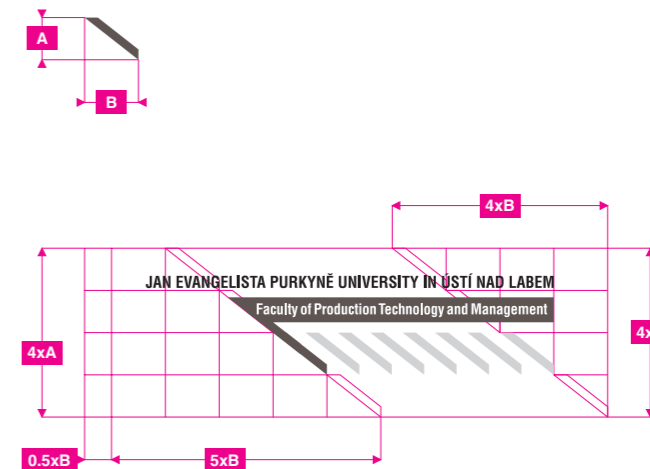 A
B
4xB
JAN EVANGELISTA PURKYNĚ UNIVERSITY IN ÚSTÍ NAD LABEM
Faculty of Production Technology and Management
4xA
0.5xB
5xB